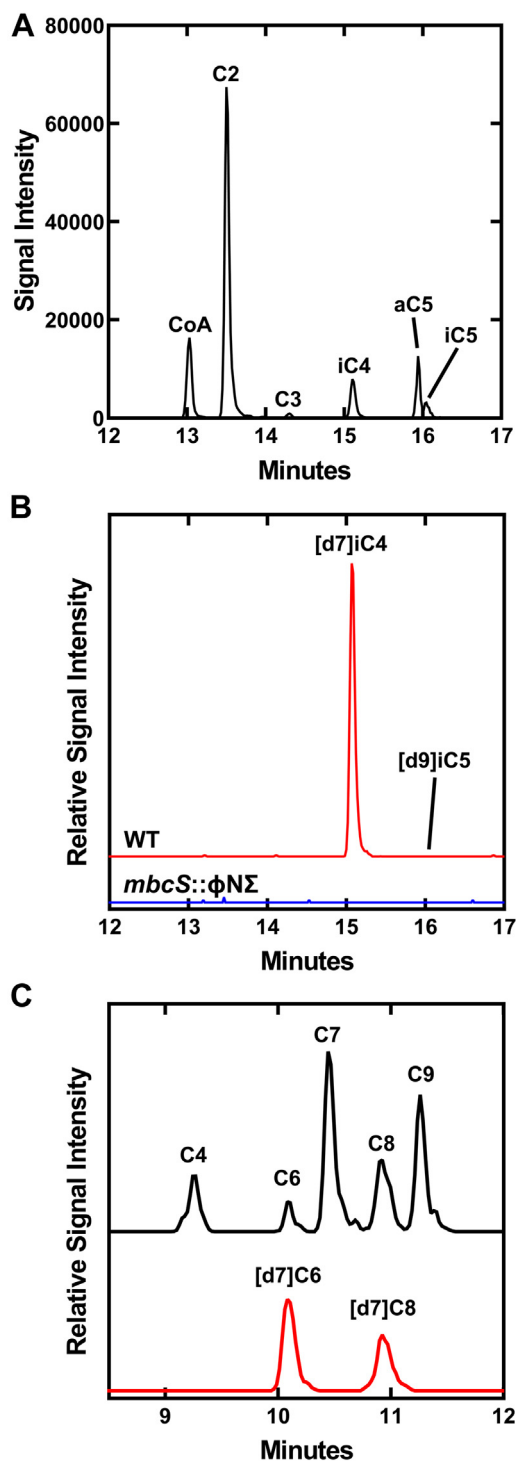 A
80000
60000
40000
20000
0
Signal Intensity
C2
CoA
C3
iC4
aC5
iC5
12 13 14 15 16 17
Minutes
B
Relative Signal Intensity
[d7]iC4
[d9]iC5
WT
mbcS::ϕNΣ
12 13 14 15 16 17
Minutes
C
Relative Signal Intensity
C7
C9
C4
C6
C8
[d7]C6
[d7]C8
9 10 11 12
Minutes